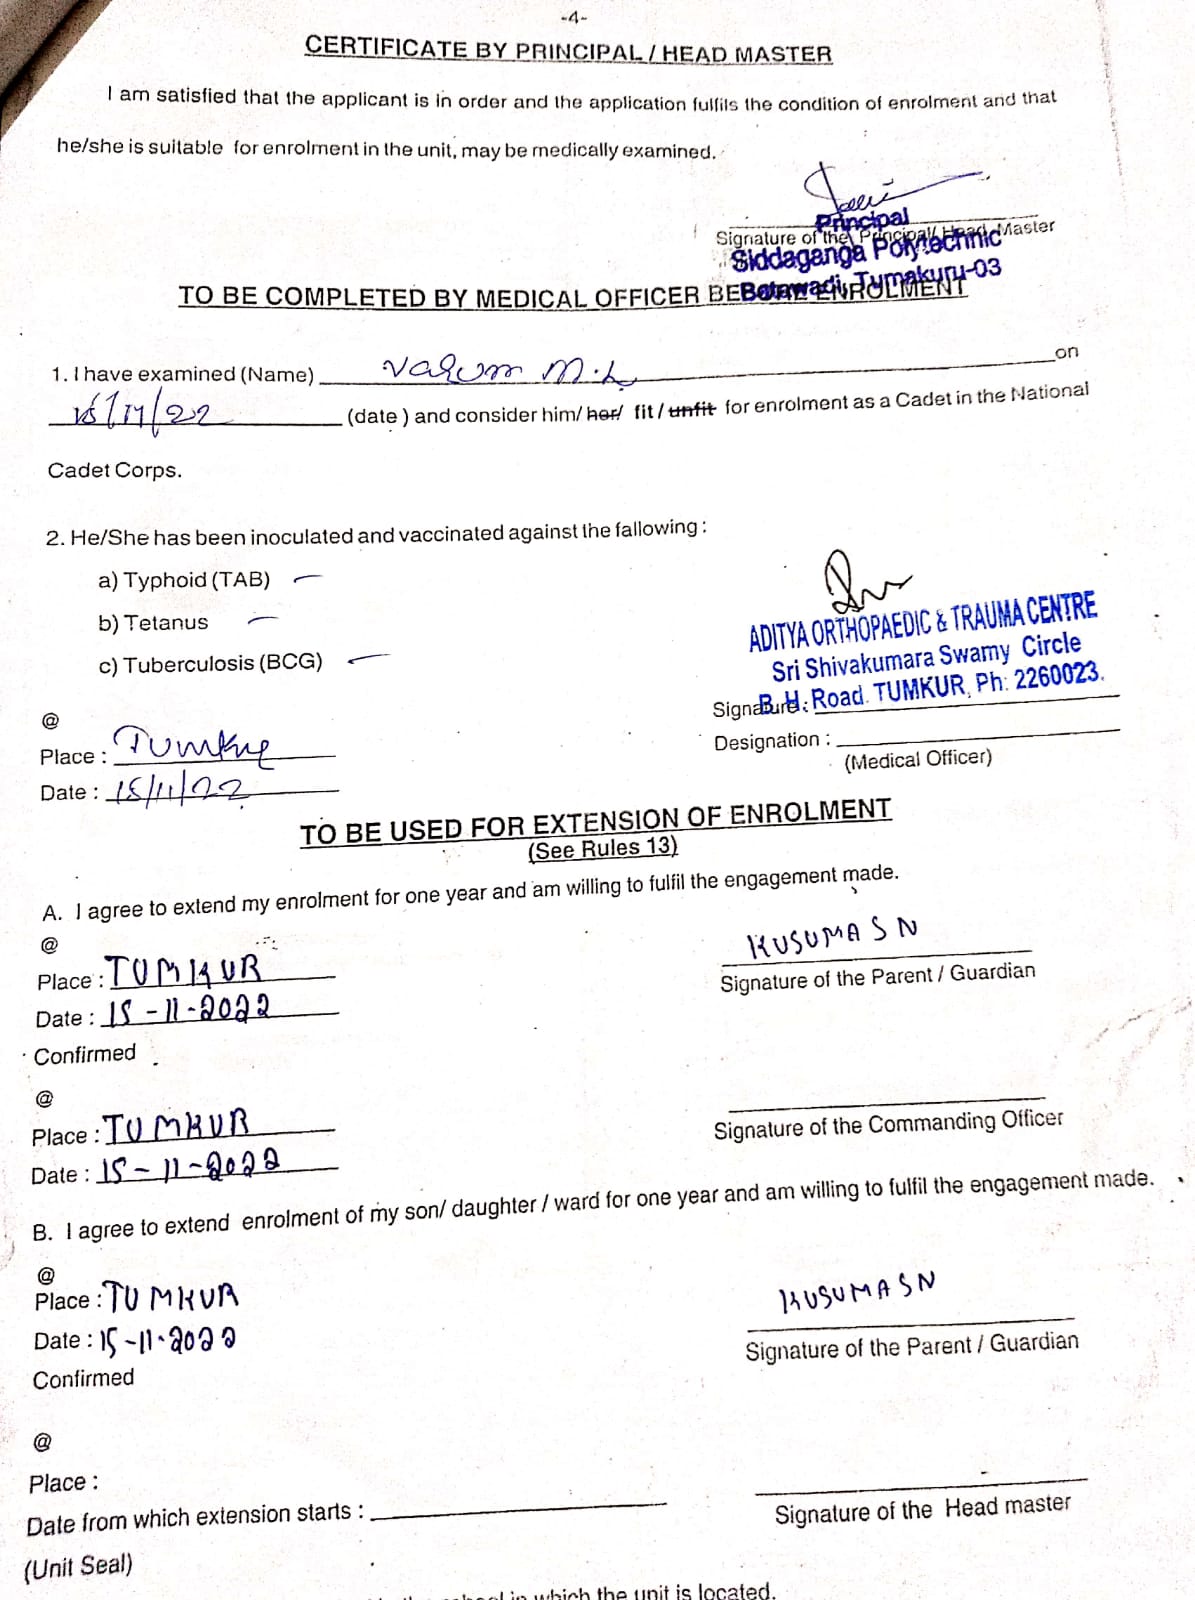 -4-
CERTIFICATE BY PRINCIPAL / HEAD MASTER
I am satisfied that the applicant is in order and the application fulfils the condition of enrolment and that
he/she is suitable for enrolment in the unit, may be medically examined.
Principal
Signature of the Principal/ Head Master
Siddaganga Polytechnic
Batawadi, Tumakuru-03
TO BE COMPLETED BY MEDICAL OFFICER BEFORE ENROLMENT
1. I have examined (Name) Varum M.L on
15/11/22 (date ) and consider him/ her/ fit / unfit for enrolment as a Cadet in the National
Cadet Corps.
2. He/She has been inoculated and vaccinated against the fallowing :
a) Typhoid (TAB) —
b) Tetanus —
c) Tuberculosis (BCG) —
ADITYA ORTHOPAEDIC & TRAUMA CENTRE
Sri Shivakumara Swamy Circle
B. H. Road. TUMKUR, Ph: 2260023.
Signature :
@
Place : Tumkur
Designation :
(Medical Officer)
Date : 15/11/22
TO BE USED FOR EXTENSION OF ENROLMENT
(See Rules 13)
A. I agree to extend my enrolment for one year and am willing to fulfil the engagement made.
@
KUSUMA S N
Place : TUMKUR
Signature of the Parent / Guardian
Date : 15-11-2022
Confirmed
@
Place : TUMKUR
Signature of the Commanding Officer
Date : 15-11-2022
B. I agree to extend enrolment of my son/ daughter / ward for one year and am willing to fulfil the engagement made.
@
Place : TUMKUR
KUSUMA S N
Date : 15-11-2022
Signature of the Parent / Guardian
Confirmed
@
Place :
Date from which extension starts :
Signature of the Head master
(Unit Seal)
in which the unit is located.